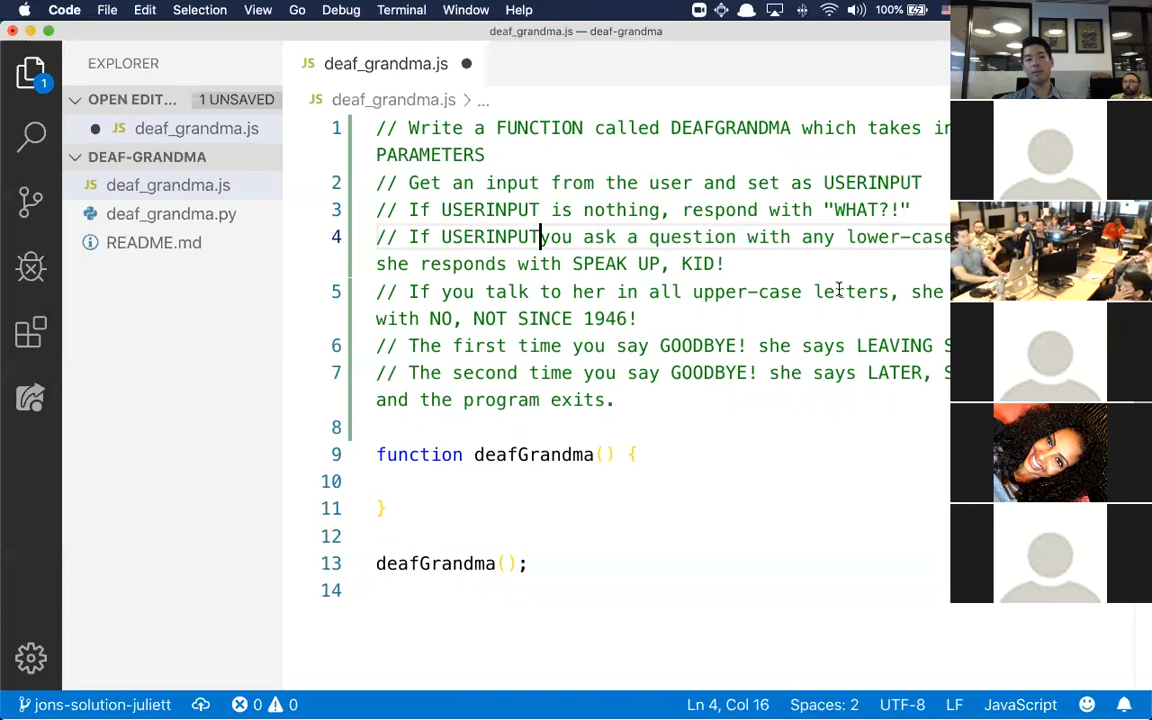 Code File Edit Selection View Go Debug Terminal Window Help 100%
deaf_grandma.js — deaf-grandma
EXPLORER
JS deaf_grandma.js
OPEN EDIT... 1 UNSAVED
JS deaf_grandma.js > ...
1
JS deaf_grandma.js
DEAF-GRANDMA
JS deaf_grandma.js
deaf_grandma.py
README.md
1 // Write a FUNCTION called DEAFGRANDMA which takes in
PARAMETERS
2 // Get an input from the user and set as USERINPUT
3 // If USERINPUT is nothing, respond with "WHAT?!"
4 // If USERINPUTyou ask a question with any lower-case
she responds with SPEAK UP, KID!
5 // If you talk to her in all upper-case letters, she
with NO, NOT SINCE 1946!
6 // The first time you say GOODBYE! she says LEAVING S
7 // The second time you say GOODBYE! she says LATER, S
and the program exits.
8
9 function deafGrandma() {
10
11 }
12
13 deafGrandma();
14
jons-solution-juliett 0 0 Ln 4, Col 16 Spaces: 2 UTF-8 LF JavaScript